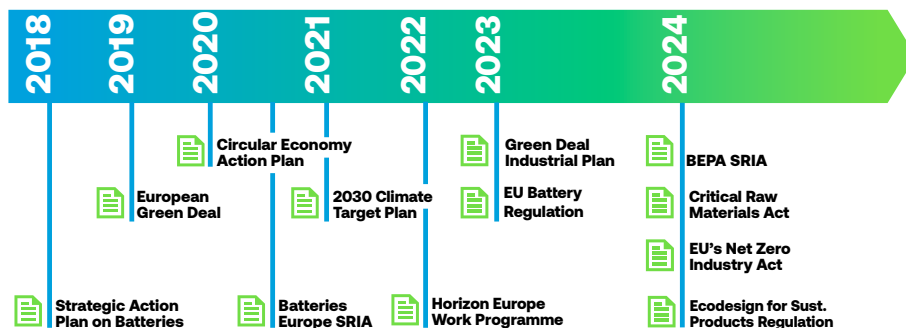 2018
2019
2020
2021
2022
2023
2024
Circular Economy
Action Plan
Green Deal
Industrial Plan
BEPA SRIA
European
Green Deal
2030 Climate
Target Plan
EU Battery
Regulation
Critical Raw
Materials Act
EU's Net Zero
Industry Act
Strategic Action
Plan on Batteries
Batteries
Europe SRIA
Horizon Europe
Work Programme
Ecodesign for Sust.
Products Regulation